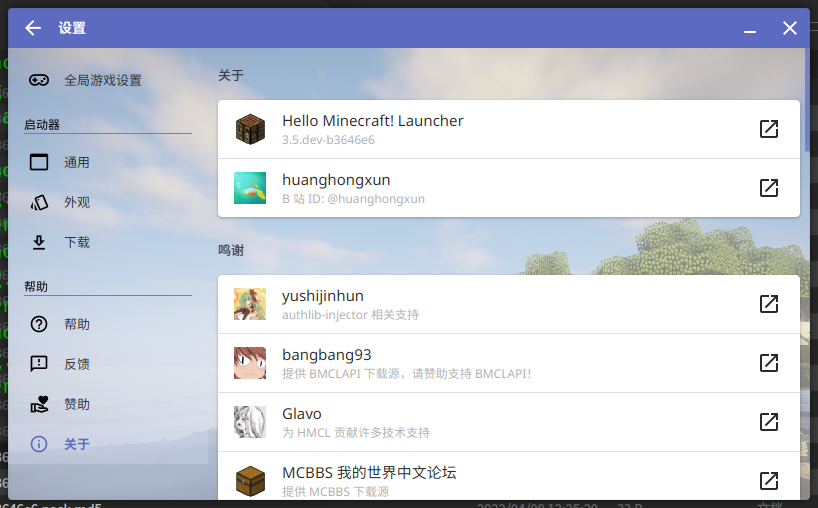 设置
全局游戏设置
启动器
通用
外观
下载
帮助
帮助
反馈
赞助
关于
关于
Hello Minecraft! Launcher
3.5.dev-b3646e6
huanghongxun
B 站 ID: @huanghongxun
鸣谢
yushijinhun
authlib-injector 相关支持
bangbang93
提供 BMCLAPI 下载源，请赞助支持 BMCLAPI！
Glavo
为 HMCL 贡献许多技术支持
MCBBS 我的世界中文论坛
提供 MCBBS 下载源